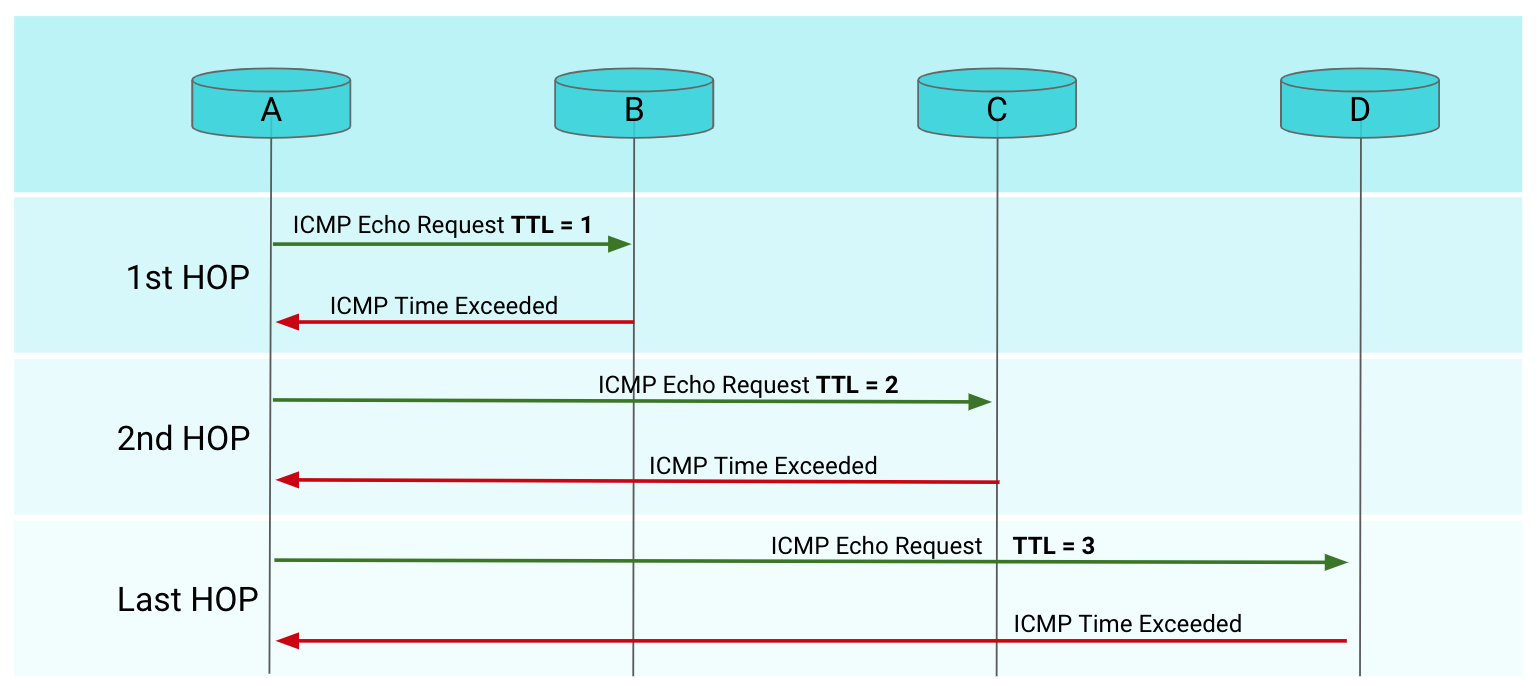 A
B
C
D
ICMP Echo Request TTL = 1
1st HOP
ICMP Time Exceeded
ICMP Echo Request TTL = 2
2nd HOP
ICMP Time Exceeded
ICMP Echo Request TTL = 3
Last HOP
ICMP Time Exceeded